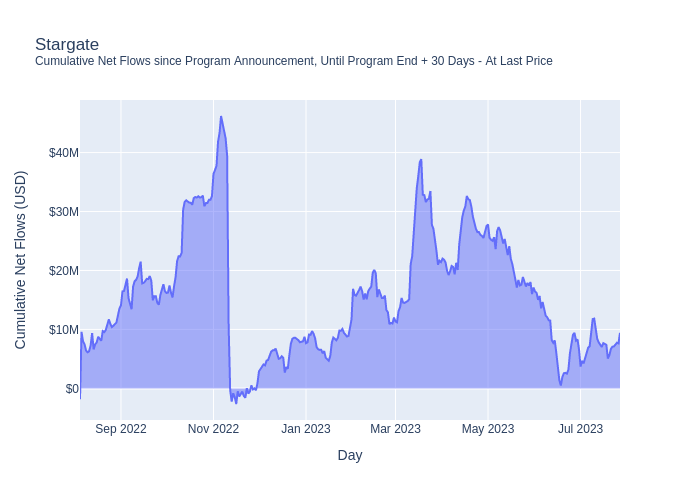 Stargate
Cumulative Net Flows since Program Announcement, Until Program End + 30 Days - At Last Price
Cumulative Net Flows (USD)
$40M
$30M
$20M
$10M
$0
Sep 2022
Nov 2022
Jan 2023
Mar 2023
May 2023
Jul 2023
Day